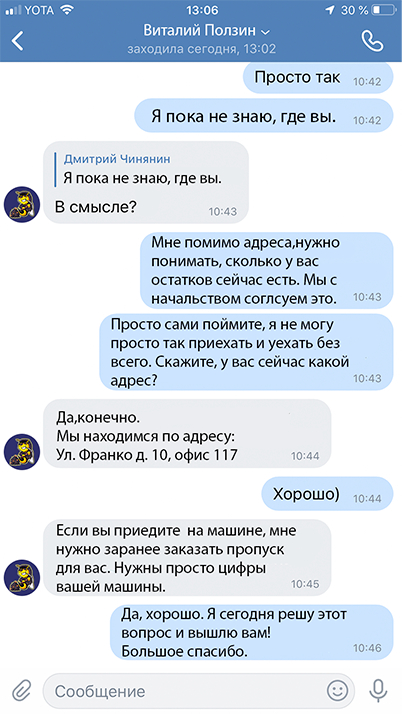 YOTA 13:06 30 %
Виталий Ползин
заходила сегодня, 13:02
Просто так 10:42
Я пока не знаю, где вы. 10:42
Дмитрий Чинянин
Я пока не знаю, где вы.
В смысле? 10:43
Мне помимо адреса,нужно
понимать, сколько у вас
остатков сейчас есть. Мы с
начальством соглсуем это. 10:43
Просто сами поймите, я не могу
просто так приехать и уехать без
всего. Скажите, у вас сейчас какой
адрес? 10:43
Да,конечно.
Мы находимся по адресу:
Ул. Франко д. 10, офис 117 10:44
Хорошо) 10:44
Если вы приедите на машине, мне
нужно заранее заказать пропуск
для вас. Нужны просто цифры
вашей машины. 10:45
Да, хорошо. Я сегодня решу этот
вопрос и вышлю вам!
Большое спасибо. 10:46
Сообщение